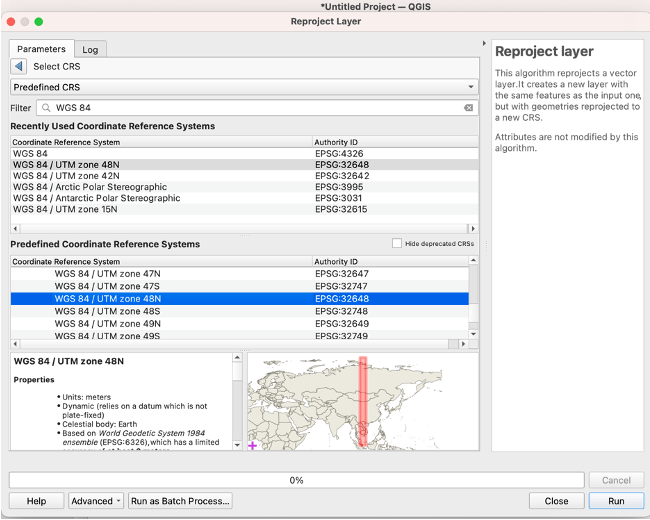 *Untitled Project — QGIS
Reproject Layer
Parameters
Log
Select CRS
Predefined CRS
Filter
WGS 84
Recently Used Coordinate Reference Systems
Coordinate Reference System Authority ID
WGS 84 EPSG:4326
WGS 84 / UTM zone 48N EPSG:32648
WGS 84 / UTM zone 42N EPSG:32642
WGS 84 / Arctic Polar Stereographic EPSG:3995
WGS 84 / Antarctic Polar Stereographic EPSG:3031
WGS 84 / UTM zone 15N EPSG:32615
Predefined Coordinate Reference Systems
Hide deprecated CRSs
Coordinate Reference System Authority ID
WGS 84 / UTM zone 47N EPSG:32647
WGS 84 / UTM zone 47S EPSG:32747
WGS 84 / UTM zone 48N EPSG:32648
WGS 84 / UTM zone 48S EPSG:32748
WGS 84 / UTM zone 49N EPSG:32649
WGS 84 / UTM zone 49S EPSG:32749
WGS 84 / UTM zone 48N
Properties
• Units: meters
• Dynamic (relies on a datum which is not
plate-fixed)
• Celestial body: Earth
• Based on World Geodetic System 1984
ensemble (EPSG:6326), which has a limited
accuracy of at best 2 meters
Reproject layer
This algorithm reprojects a vector
layer.It creates a new layer with
the same features as the input one,
but with geometries reprojected to
a new CRS.
Attributes are not modified by this
algorithm.
0%
Cancel
Help
Advanced
Run as Batch Process...
Close
Run